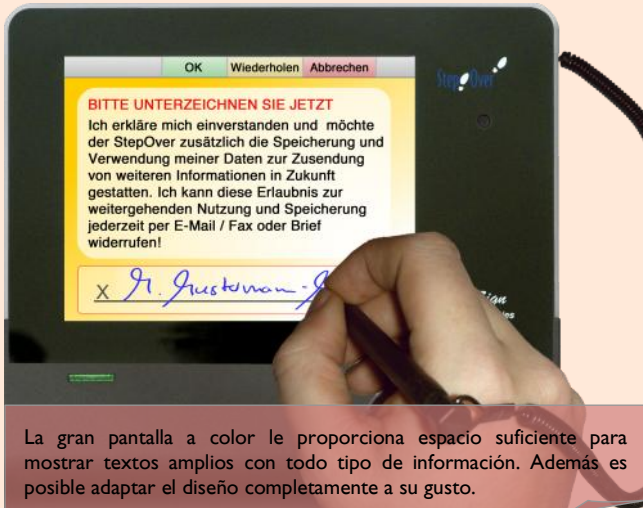 OK Wiederholen Abbrechen
StepOver
BITTE UNTERZEICHNEN SIE JETZT
Ich erkläre mich einverstanden und möchte
der StepOver zusätzlich die Speicherung und
Verwendung meiner Daten zur Zusendung
von weiteren Informationen in Zukunft
gestatten. Ich kann diese Erlaubnis zur
weitergehenden Nutzung und Speicherung
jederzeit per E-Mail / Fax oder Brief
widerrufen!
X M. Mustermann-
La gran pantalla a color le proporciona espacio suficiente para
mostrar textos amplios con todo tipo de información. Además es
posible adaptar el diseño completamente a su gusto.